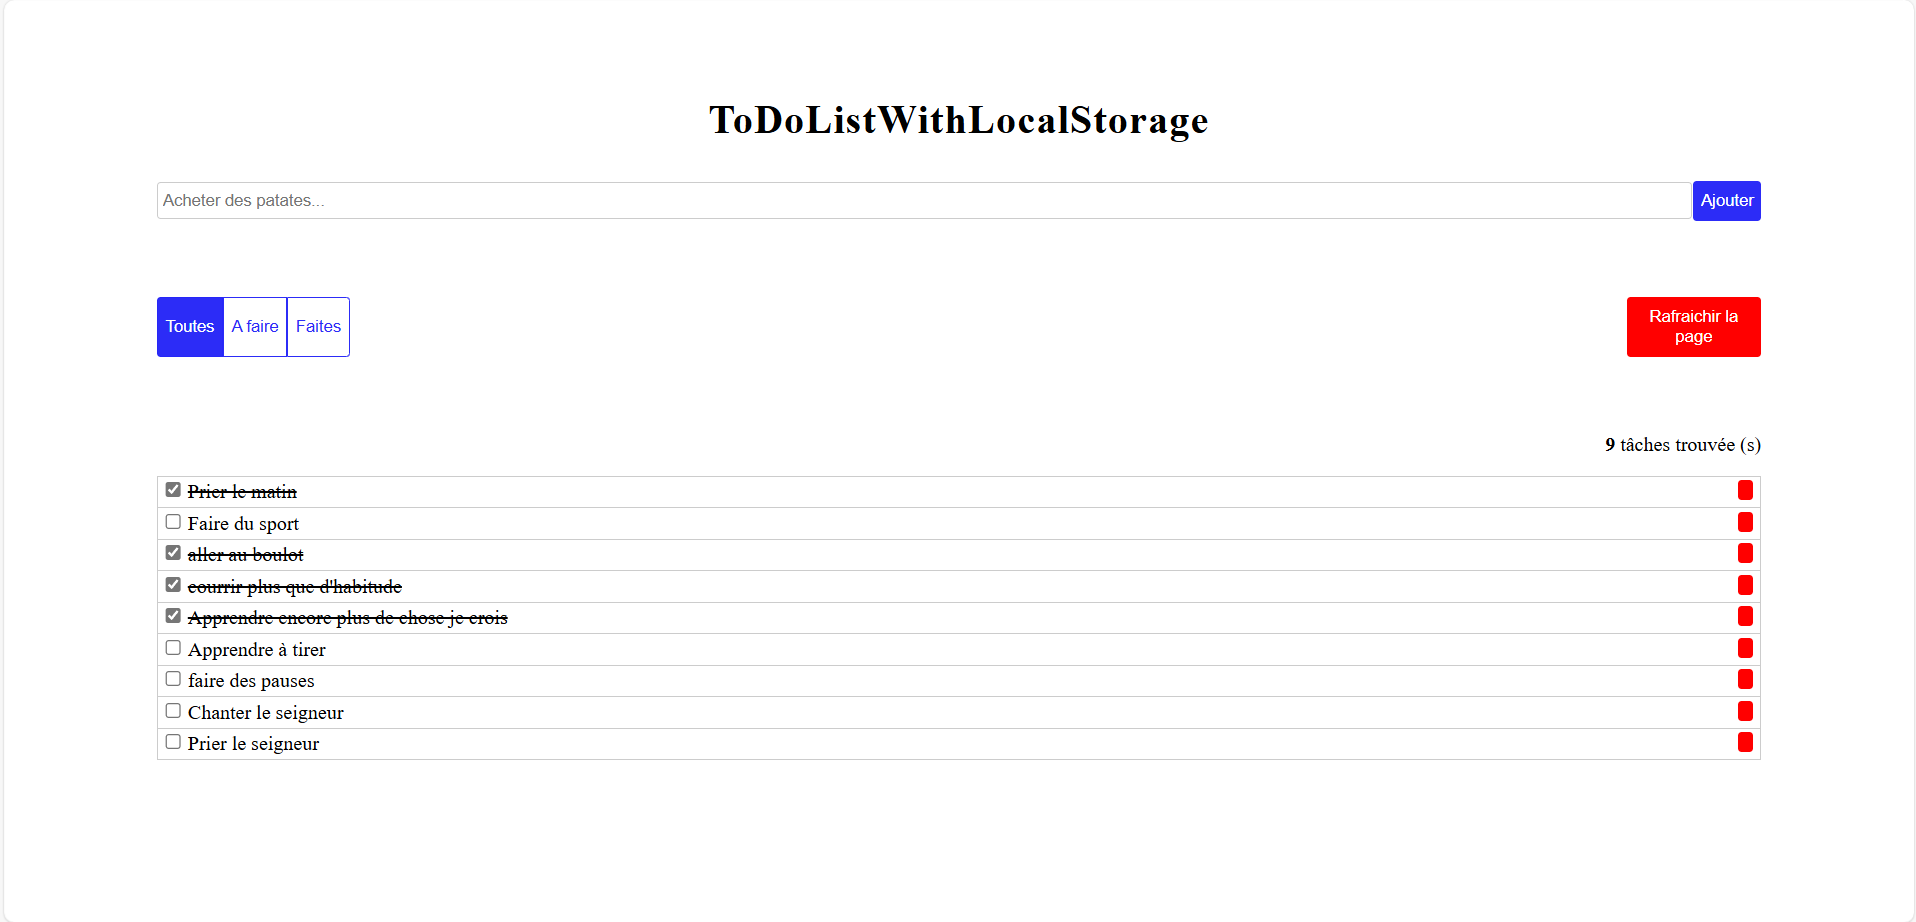 ToDoListWithLocalStorage
Acheter des patates...
Ajouter
Toutes
A faire
Faites
Rafraichir la
page
9 tâches trouvée (s)
Prier le matin
Faire du sport
aller au boulot
courrir plus que d'habitude
Apprendre encore plus de chose je crois
Apprendre à tirer
faire des pauses
Chanter le seigneur
Prier le seigneur